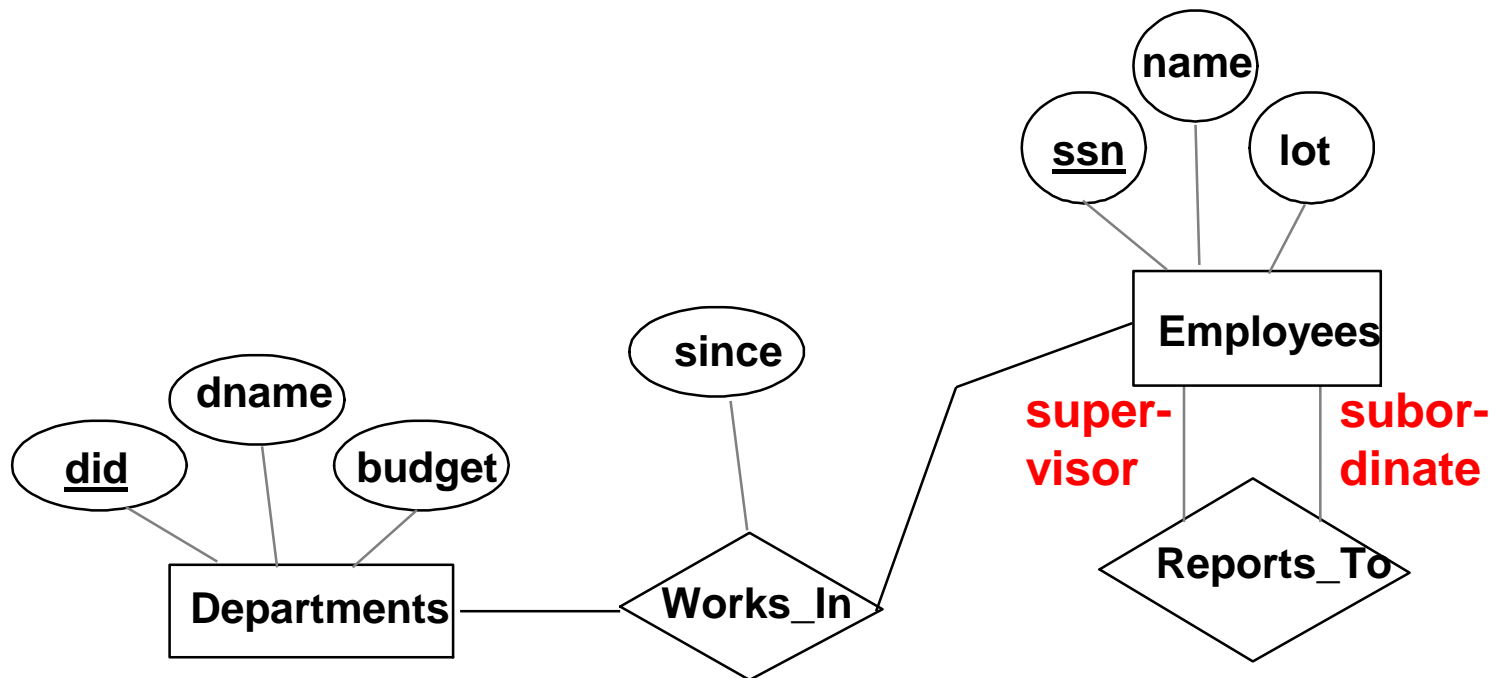 name
ssn
lot
Employees
since
dname
did
budget
super-
visor
subor-
dinate
Departments
Works_In
Reports_To